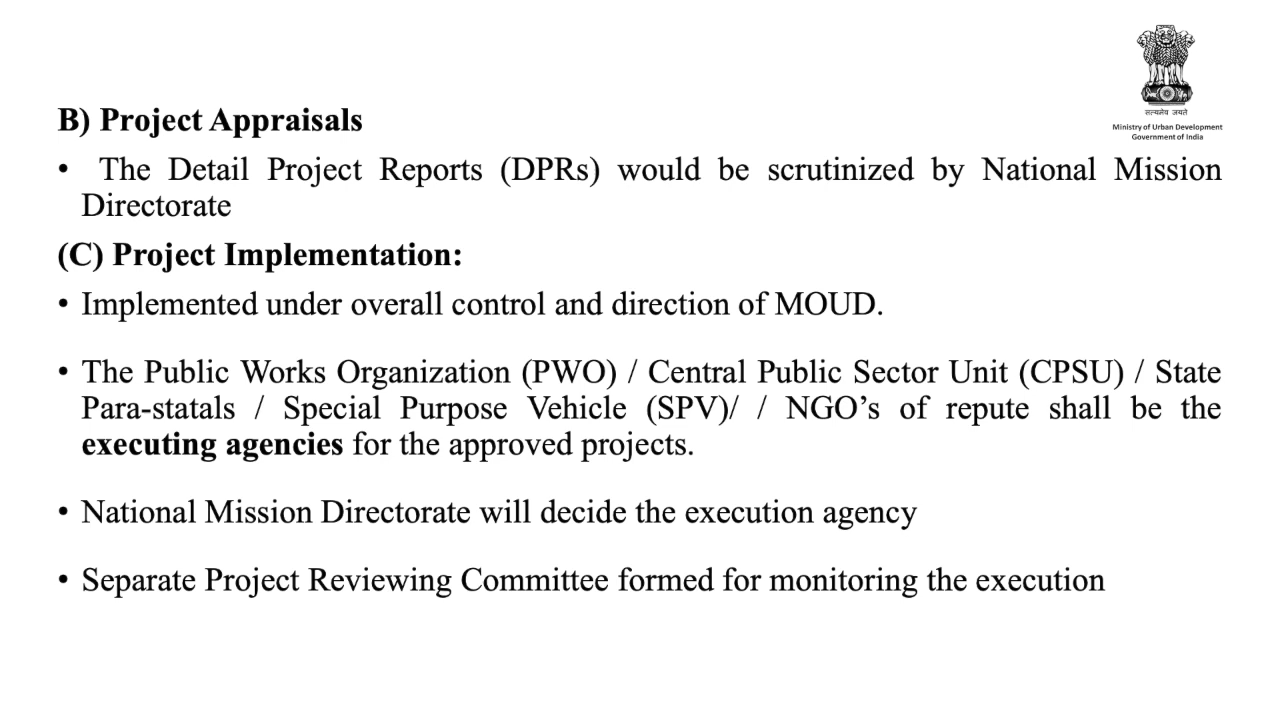 सत्यमेव जयते
Ministry of Urban Development
Government of India
B) Project Appraisals
• The Detail Project Reports (DPRs) would be scrutinized by National Mission
Directorate
(C) Project Implementation:
• Implemented under overall control and direction of MOUD.
• The Public Works Organization (PWO) / Central Public Sector Unit (CPSU) / State
Para-statals / Special Purpose Vehicle (SPV)/ / NGO’s of repute shall be the
executing agencies for the approved projects.
• National Mission Directorate will decide the execution agency
• Separate Project Reviewing Committee formed for monitoring the execution